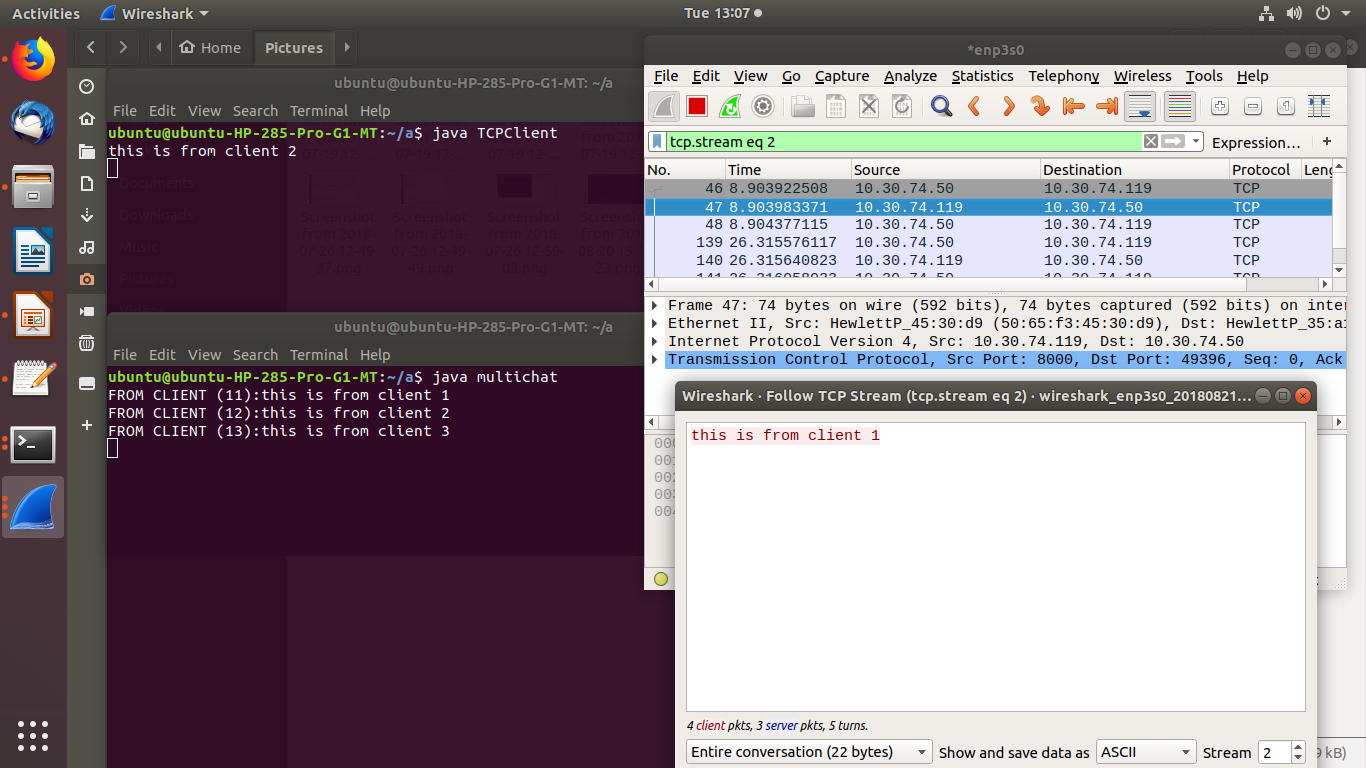 Activities Wireshark Tue 13:07
Home Pictures
ubuntu@ubuntu-HP-285-Pro-G1-MT: ~/a
File Edit View Search Terminal Help
ubuntu@ubuntu-HP-285-Pro-G1-MT:~/a$ java TCPClient
this is from client 2
Documents
Downloads
Music
Pictures
Screenshot
Screenshot
Screenshot
Screenshot
ubuntu@ubuntu-HP-285-Pro-G1-MT: ~/a
File Edit View Search Terminal Help
ubuntu@ubuntu-HP-285-Pro-G1-MT:~/a$ java multichat
FROM CLIENT (11):this is from client 1
FROM CLIENT (12):this is from client 2
FROM CLIENT (13):this is from client 3
*enp3s0
File Edit View Go Capture Analyze Statistics Telephony Wireless Tools Help
tcp.stream eq 2 Expression… +
No. Time Source Destination Protocol Leng
46 8.903922508 10.30.74.50 10.30.74.119 TCP
47 8.903983371 10.30.74.119 10.30.74.50 TCP
48 8.904377115 10.30.74.50 10.30.74.119 TCP
139 26.315576117 10.30.74.50 10.30.74.119 TCP
140 26.315640823 10.30.74.119 10.30.74.50 TCP
Frame 47: 74 bytes on wire (592 bits), 74 bytes captured (592 bits) on inter
Ethernet II, Src: HewlettP_45:30:d9 (50:65:f3:45:30:d9), Dst: HewlettP_35:a1
Internet Protocol Version 4, Src: 10.30.74.119, Dst: 10.30.74.50
Transmission Control Protocol, Src Port: 8000, Dst Port: 49396, Seq: 0, Ack
Wireshark · Follow TCP Stream (tcp.stream eq 2) · wireshark_enp3s0_20180821…
this is from client 1
4 client pkts, 3 server pkts, 5 turns.
Entire conversation (22 bytes) Show and save data as ASCII Stream 2